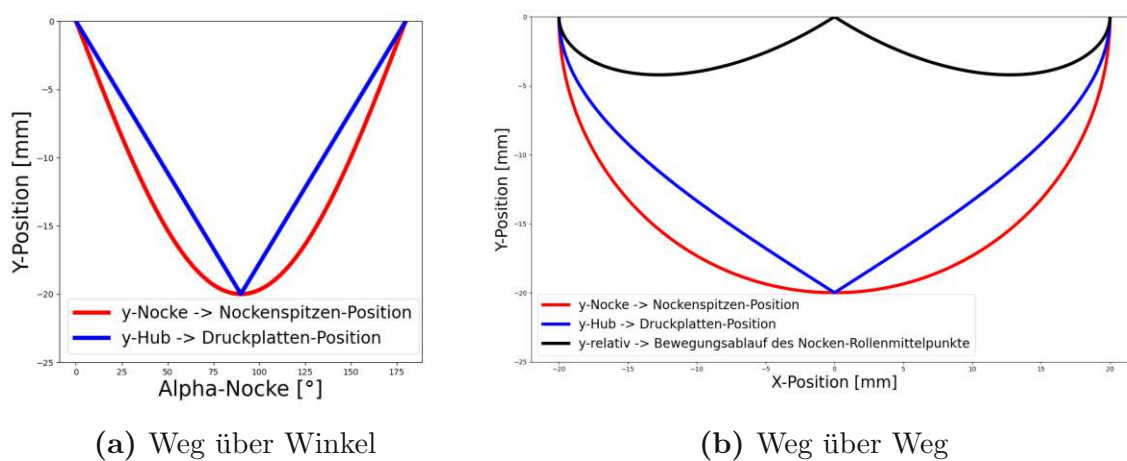 0
−5
−10
−15
−20
−25
Y-Position [mm]
0
25
50
75
100
125
150
175
Alpha-Nocke [°]
y-Nocke -> Nockenspitzen-Position
y-Hub -> Druckplatten-Position
(a) Weg über Winkel
0
−5
−10
−15
−20
−25
Y-Position [mm]
−20
−15
−10
−5
0
5
10
15
20
X-Position [mm]
y-Nocke -> Nockenspitzen-Position
y-Hub -> Druckplatten-Position
y-relativ -> Bewegungsablauf des Nocken-Rollenmittelpunkte
(b) Weg über Weg